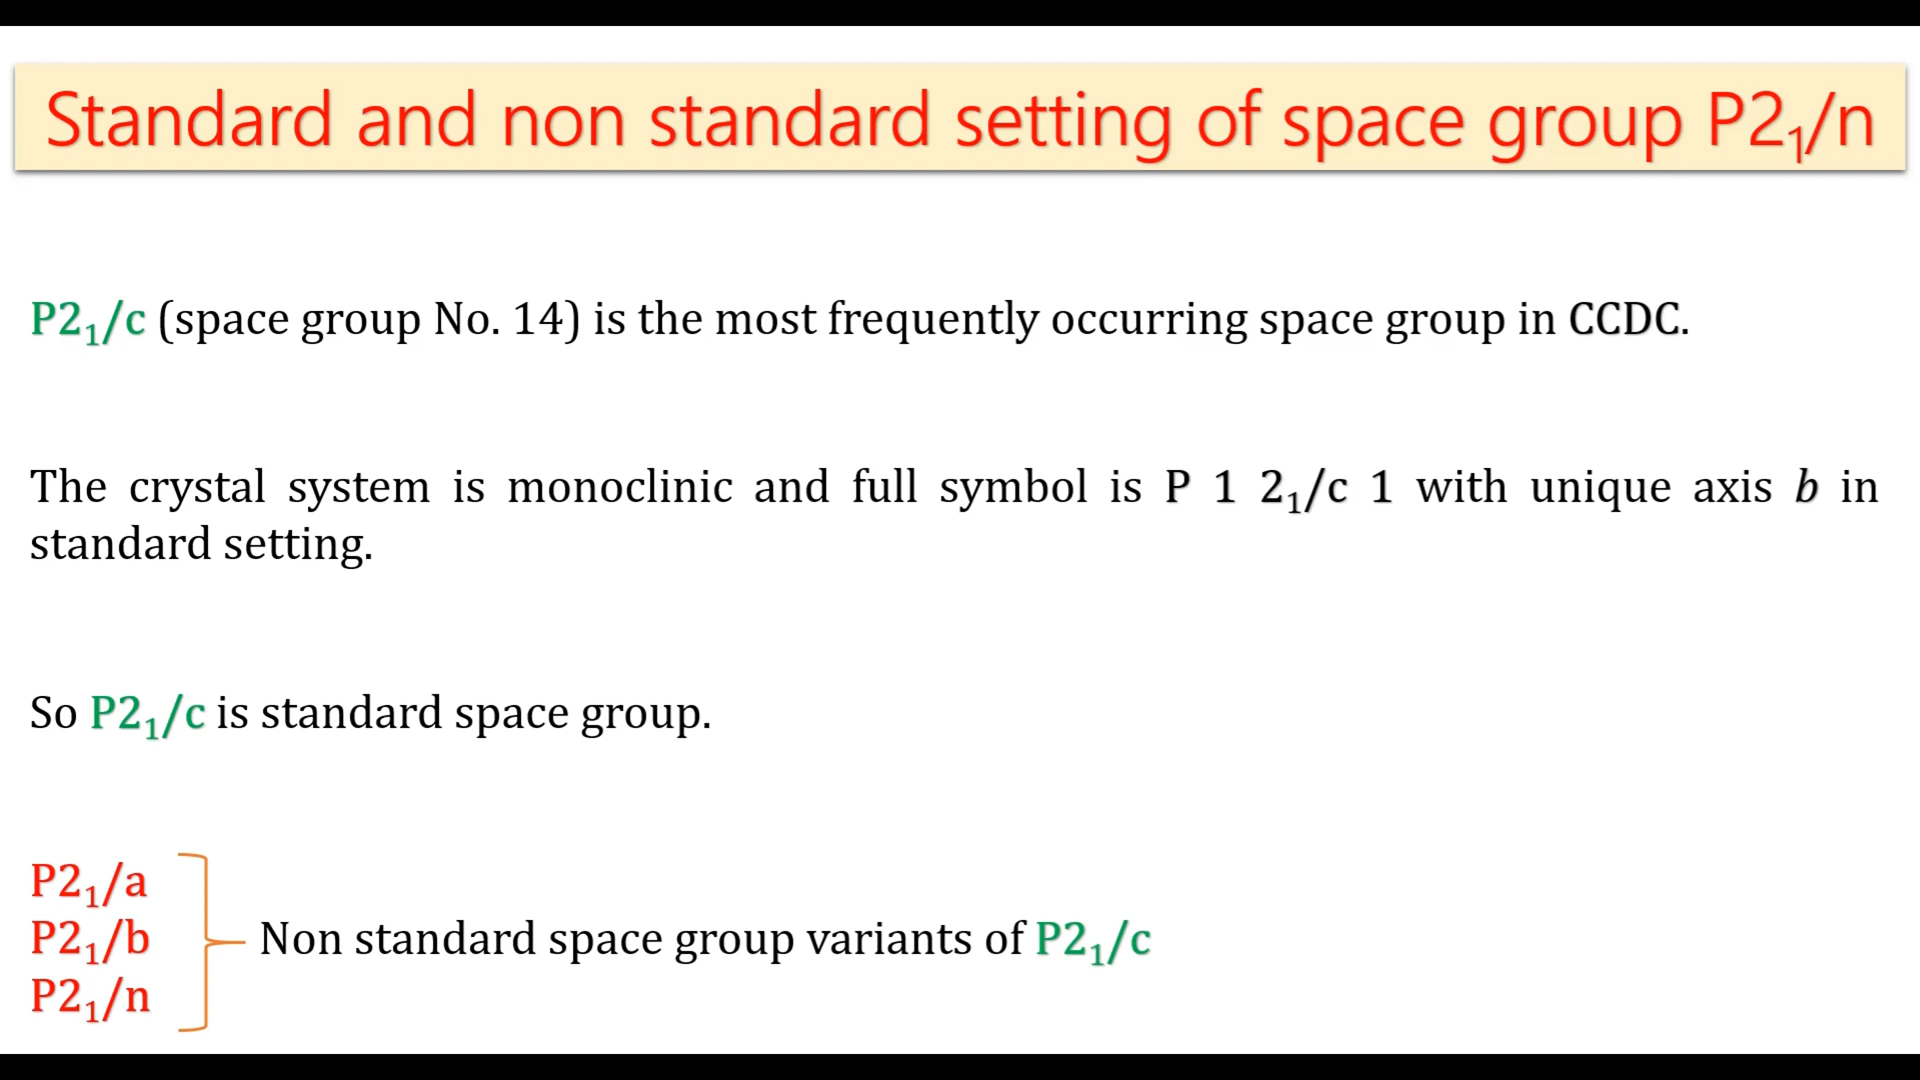 Standard and non standard setting of space group P2₁/n
P2₁/c (space group No. 14) is the most frequently occurring space group in CCDC.
The crystal system is monoclinic and full symbol is P 1 2₁/c 1 with unique axis b in
standard setting.
So P2₁/c is standard space group.
P2₁/a
P2₁/b
Non standard space group variants of P2₁/c
P2₁/n